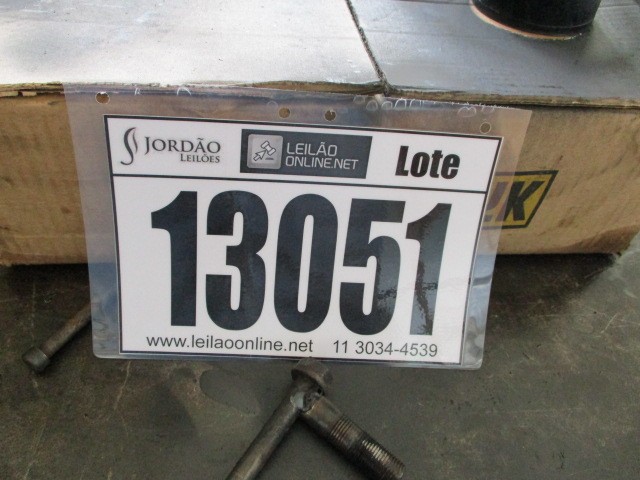 JORDÃO
LEILÕES
LEILÃO
ONLINE.NET
Lote
13051
www.leilaoonline.net 11 3034-4539